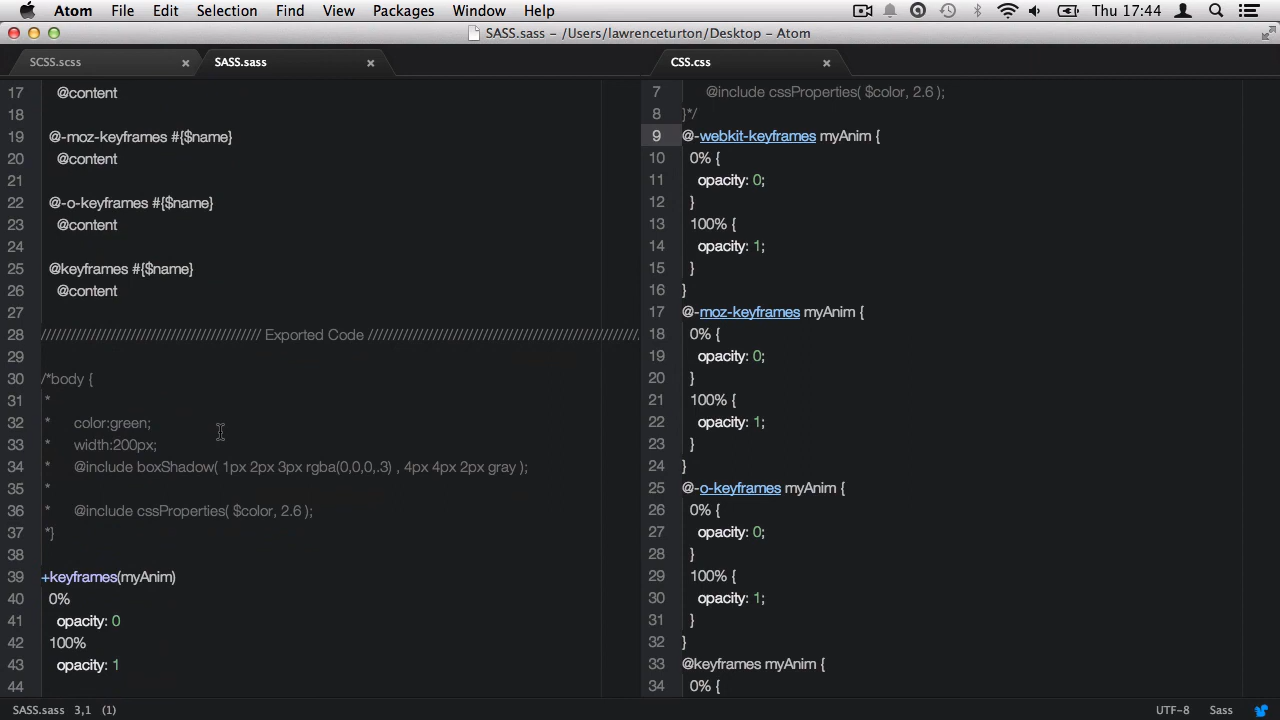 Atom File Edit Selection Find View Packages Window Help Thu 17:44
SASS.sass – /Users/lawrenceturton/Desktop – Atom
SCSS.scss × SASS.sass × CSS.css ×
17 @content
18
19 @-moz-keyframes #{$name}
20 @content
21
22 @-o-keyframes #{$name}
23 @content
24
25 @keyframes #{$name}
26 @content
27
28 //////////////////////////////////////////// Exported Code //////////////////////////////////////////////////////
29
30 /*body {
31 *
32 * color:green;
33 * width:200px;
34 * @include boxShadow( 1px 2px 3px rgba(0,0,0,.3) , 4px 4px 2px gray );
35 *
36 * @include cssProperties( $color, 2.6 );
37 *}
38
39 +keyframes(myAnim)
40 0%
41 opacity: 0
42 100%
43 opacity: 1
44
7 @include cssProperties( $color, 2.6 );
8 }*/
9 @-webkit-keyframes myAnim {
10 0% {
11 opacity: 0;
12 }
13 100% {
14 opacity: 1;
15 }
16 }
17 @-moz-keyframes myAnim {
18 0% {
19 opacity: 0;
20 }
21 100% {
22 opacity: 1;
23 }
24 }
25 @-o-keyframes myAnim {
26 0% {
27 opacity: 0;
28 }
29 100% {
30 opacity: 1;
31 }
32 }
33 @keyframes myAnim {
34 0% {
SASS.sass 3,1 (1) UTF-8 Sass